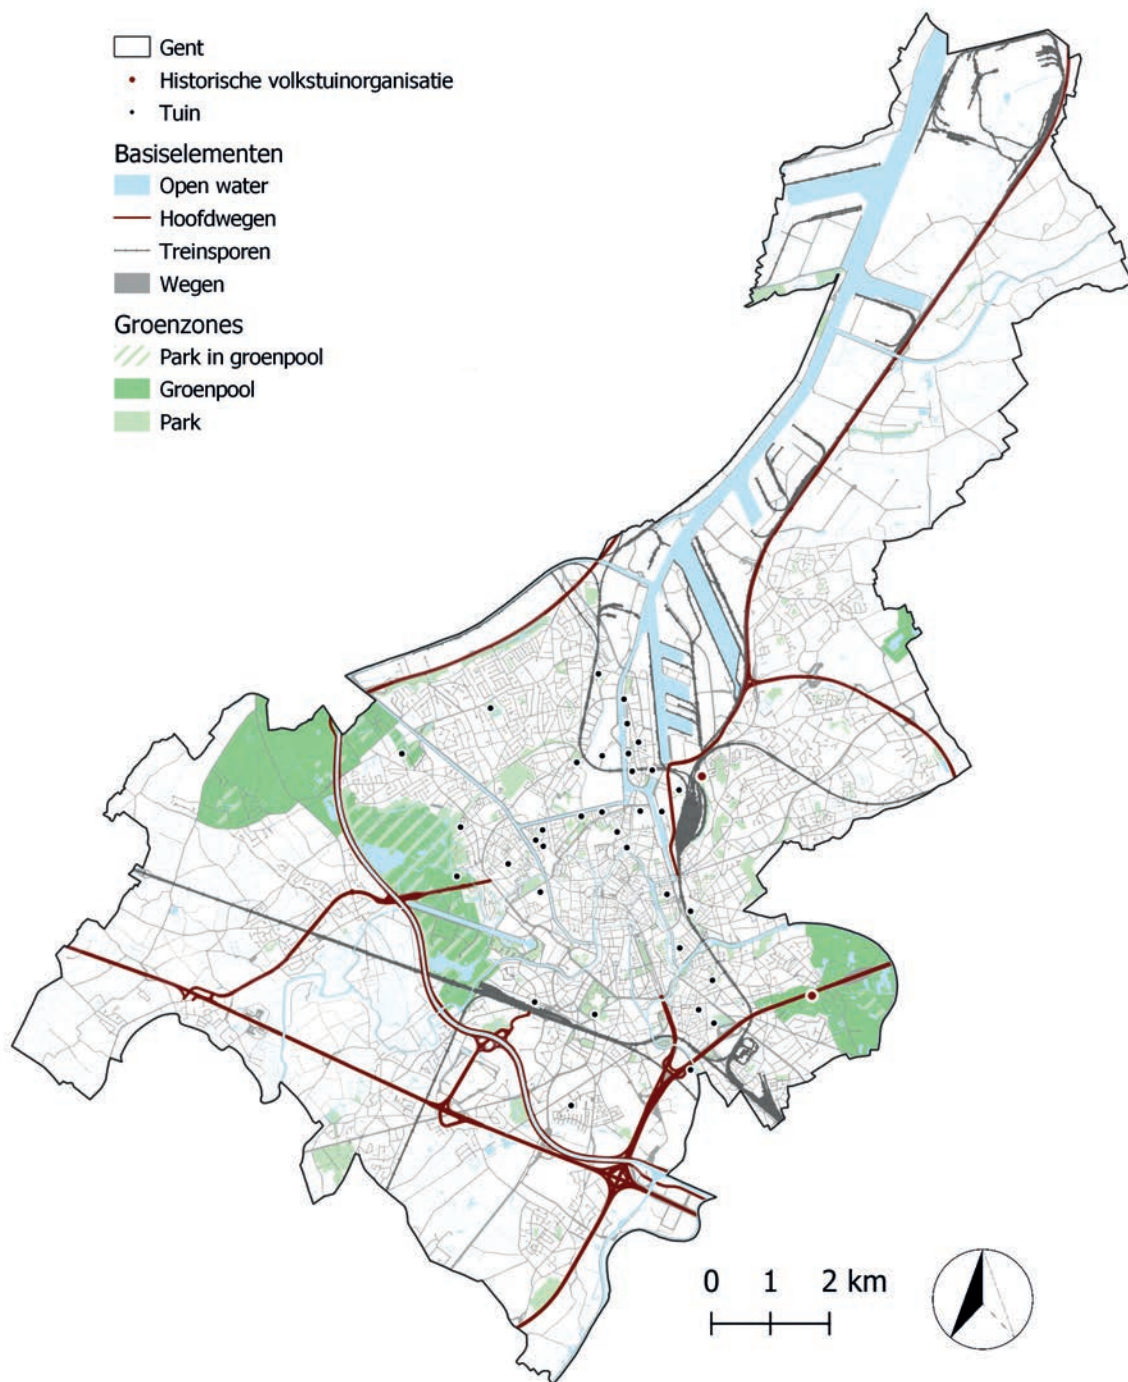 Gent
Historische volkstuinorganisatie
Tuin
Basiselementen
Open water
Hoofdwegen
Treinsporen
Wegen
Groenzones
Park in groenpool
Groenpool
Park
0 1 2 km